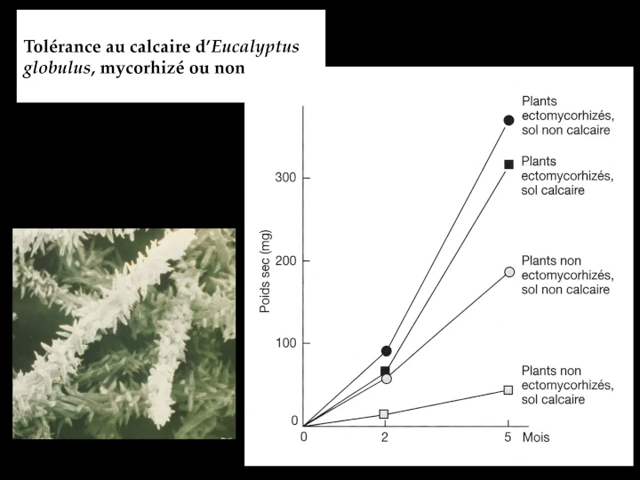 Tolérance au calcaire d’Eucalyptus
globulus, mycorhizé ou non
Plants
ectomycorhizés,
sol non calcaire
Plants
ectomycorhizés,
sol calcaire
Plants non
ectomycorhizés,
sol non calcaire
Plants non
ectomycorhizés,
sol calcaire
Poids sec (mg)
300
200
100
0
0 2 5 Mois